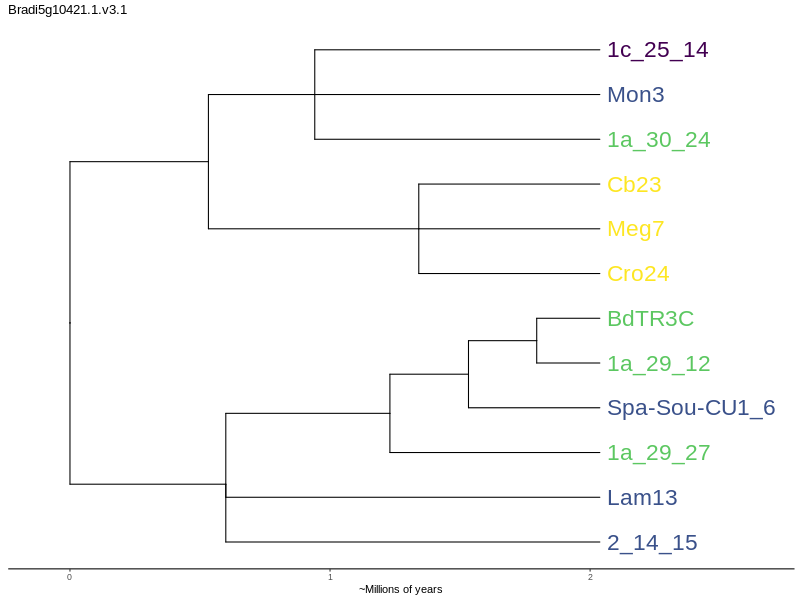 Bradi5g10421.1.v3.1
1c_25_14
Mon3
1a_30_24
Cb23
Meg7
Cro24
BdTR3C
1a_29_12
Spa-Sou-CU1_6
1a_29_27
Lam13
2_14_15
0 1 2
~Millions of years